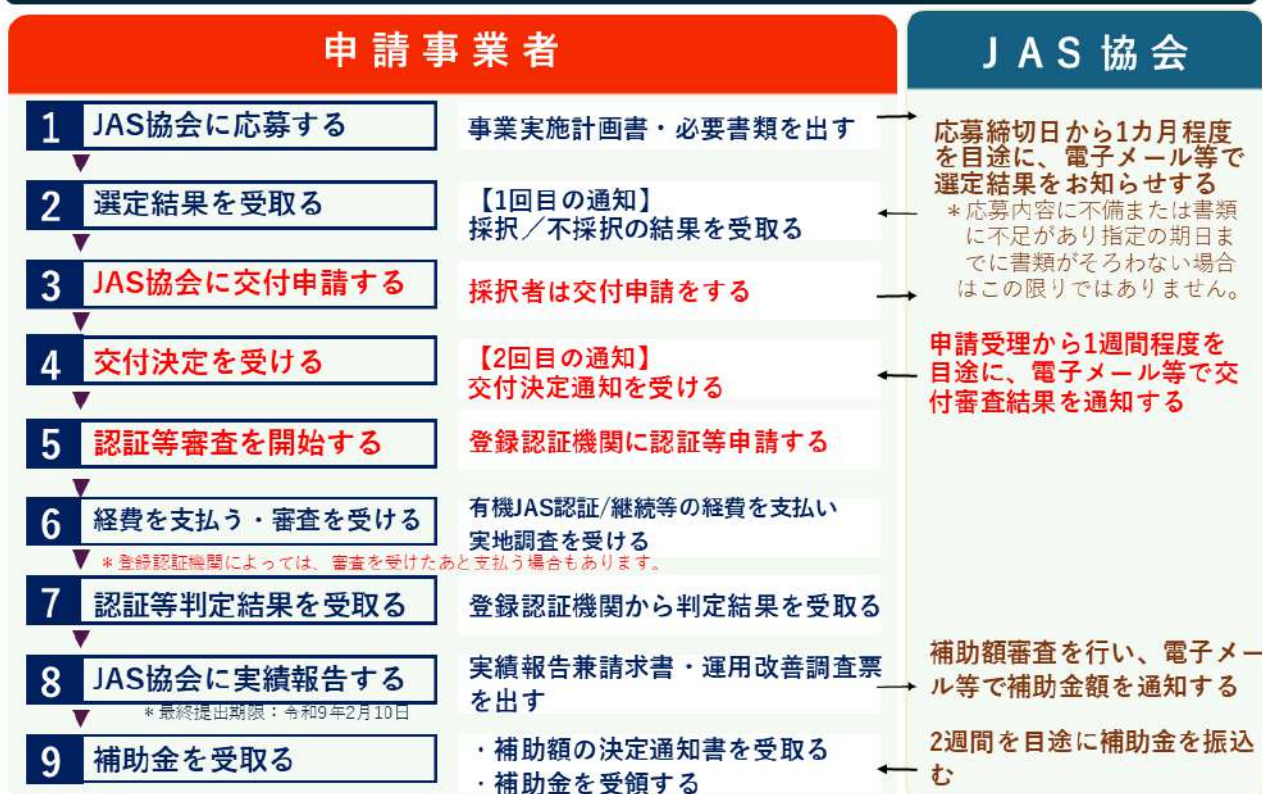 申請事業者
JAS協会
1 JAS協会に応募する
事業実施計画書・必要書類を出す
応募締切日から1カ月程度
を目途に、電子メール等で
選定結果をお知らせする
＊応募内容に不備または書類
に不足があり指定の期日ま
でに書類がそろわない場合
はこの限りではありません。
2 選定結果を受取る
【1回目の通知】
採択／不採択の結果を受取る
3 JAS協会に交付申請する
採択者は交付申請をする
4 交付決定を受ける
【2回目の通知】
交付決定通知を受ける
申請受理から1週間程度を
目途に、電子メール等で交
付審査結果を通知する
5 認証等審査を開始する
登録認証機関に認証等申請する
6 経費を支払う・審査を受ける
有機JAS認証/継続等の経費を支払い
実地調査を受ける
＊登録認証機関によっては、審査を受けたあと支払う場合もあります。
7 認証等判定結果を受取る
登録認証機関から判定結果を受取る
8 JAS協会に実績報告する
＊最終提出期限：令和9年2月10日
実績報告兼請求書・運用改善調査票
を出す
補助額審査を行い、電子メー
ル等で補助金額を通知する
9 補助金を受取る
・補助額の決定通知書を受取る
・補助金を受領する
2週間を目途に補助金を振込
む